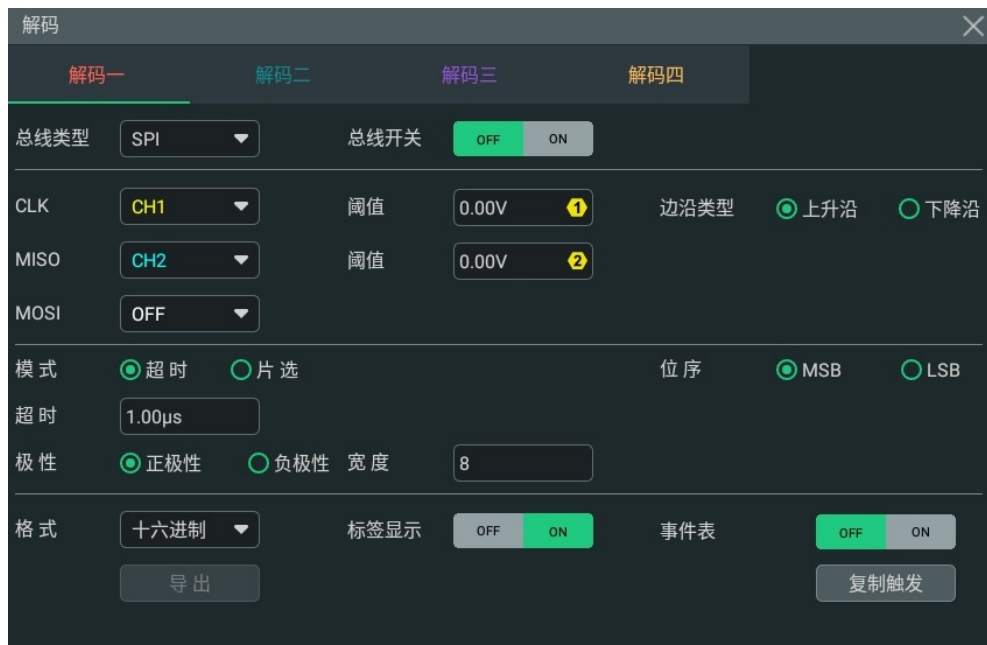 解码
解码一 解码二 解码三 解码四
总线类型 SPI 总线开关 OFF ON
CLK CH1 阈值 0.00V 1 边沿类型 上升沿 下降沿
MISO CH2 阈值 0.00V 2
MOSI OFF
模式 超时 片选 位序 MSB LSB
超时 1.00μs
极性 正极性 负极性 宽度 8
格式 十六进制 标签显示 OFF ON 事件表 OFF ON
导出 复制触发